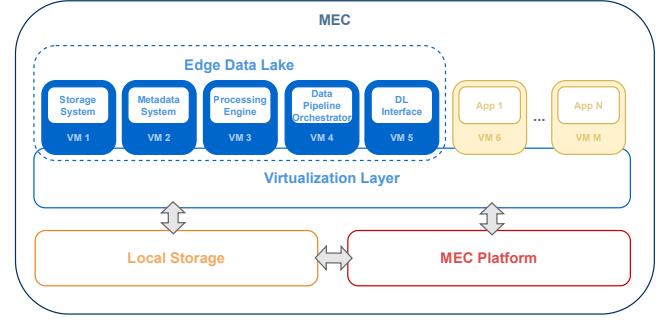 MEC
Edge Data Lake
Storage
System
VM 1
Metadata
System
VM 2
Processing
Engine
VM 3
Data
Pipeline
Orchestrator
VM 4
DL
Interface
VM 5
App 1
VM 6
...
App N
VM M
Virtualization Layer
Local Storage
MEC Platform